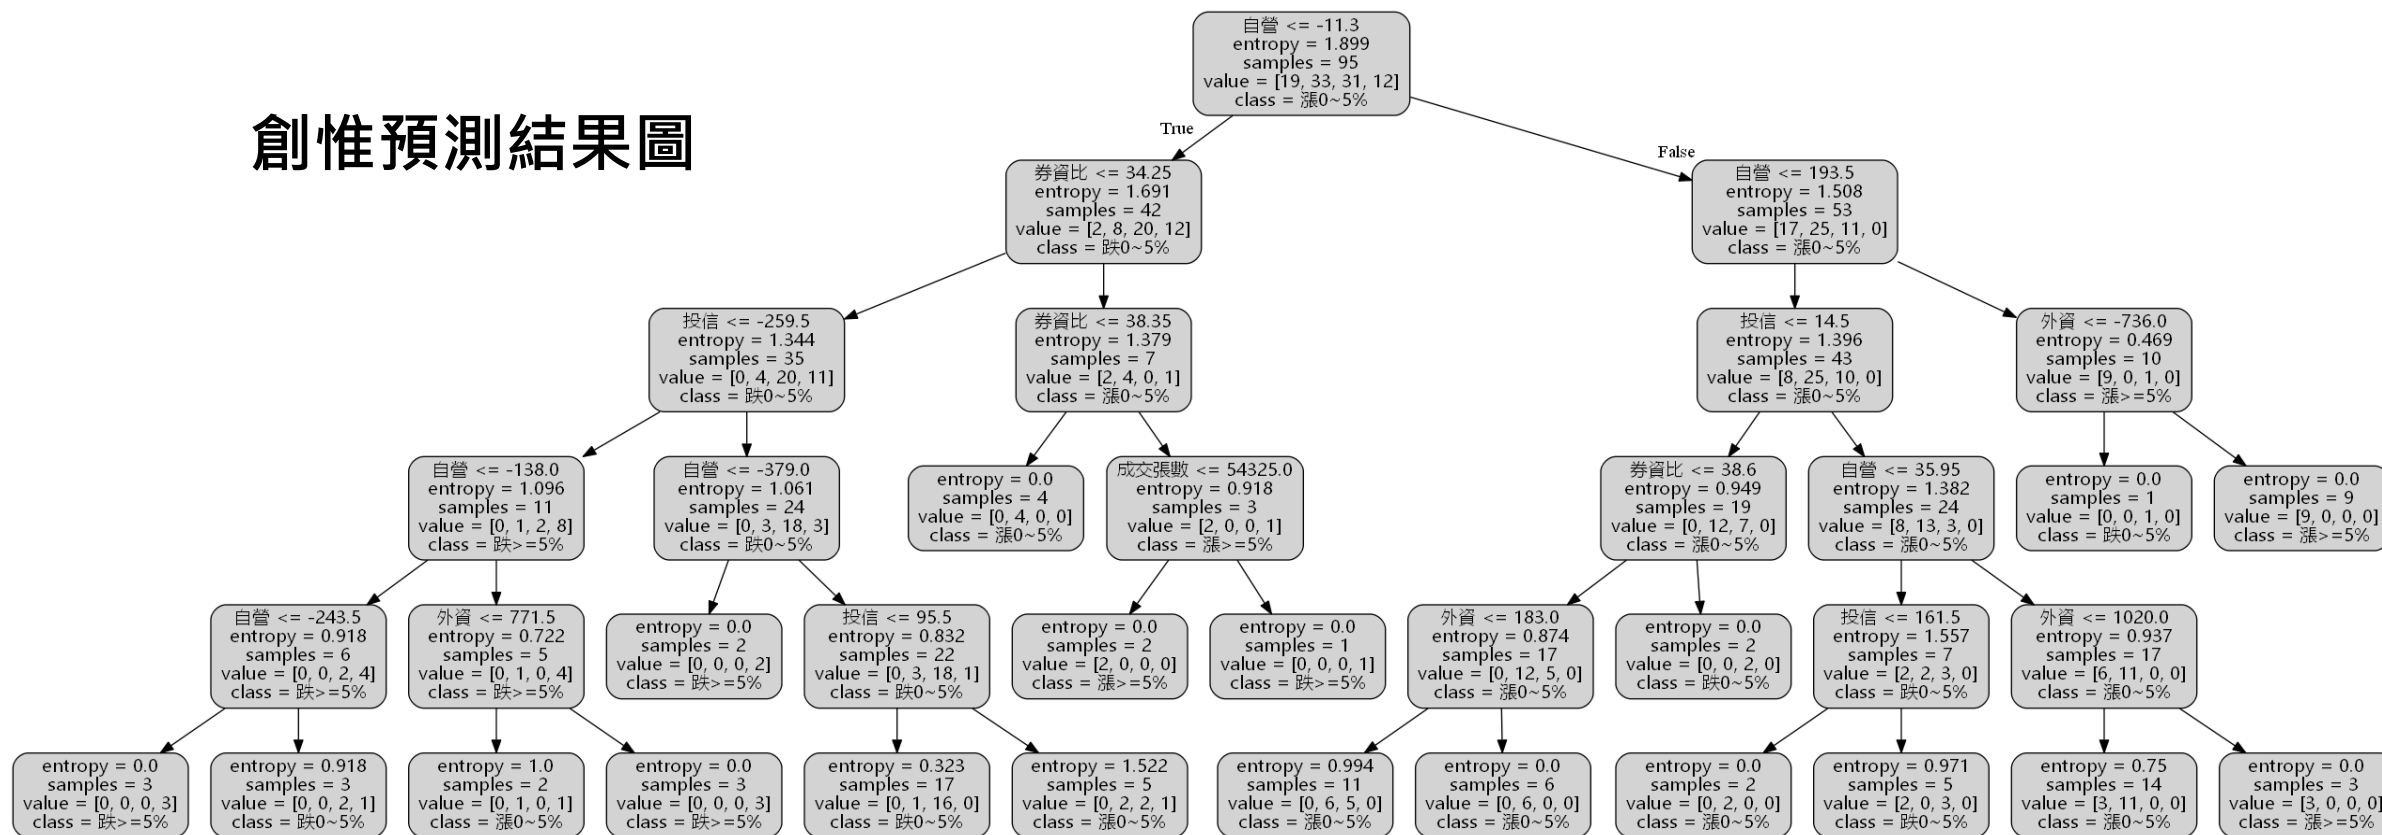 創惟預測結果圖
自營 <= -11.3
entropy = 1.899
samples = 95
value = [19, 33, 31, 12]
class = 漲0~5%
True
False
券資比 <= 34.25
entropy = 1.691
samples = 42
value = [2, 8, 20, 12]
class = 跌0~5%
自營 <= 193.5
entropy = 1.508
samples = 53
value = [17, 25, 11, 0]
class = 漲0~5%
投信 <= -259.5
entropy = 1.344
samples = 35
value = [0, 4, 20, 11]
class = 跌0~5%
券資比 <= 38.35
entropy = 1.379
samples = 7
value = [2, 4, 0, 1]
class = 漲0~5%
投信 <= 14.5
entropy = 1.396
samples = 43
value = [8, 25, 10, 0]
class = 漲0~5%
外資 <= -736.0
entropy = 0.469
samples = 10
value = [9, 0, 1, 0]
class = 漲>=5%
自營 <= -138.0
entropy = 1.096
samples = 11
value = [0, 1, 2, 8]
class = 跌>=5%
自營 <= -379.0
entropy = 1.061
samples = 24
value = [0, 3, 18, 3]
class = 跌0~5%
entropy = 0.0
samples = 4
value = [0, 4, 0, 0]
class = 漲0~5%
成交張數 <= 54325.0
entropy = 0.918
samples = 3
value = [2, 0, 0, 1]
class = 漲>=5%
券資比 <= 38.6
entropy = 0.949
samples = 19
value = [0, 12, 7, 0]
class = 漲0~5%
自營 <= 35.95
entropy = 1.382
samples = 24
value = [8, 13, 3, 0]
class = 漲0~5%
entropy = 0.0
samples = 1
value = [0, 0, 1, 0]
class = 跌0~5%
entropy = 0.0
samples = 9
value = [9, 0, 0, 0]
class = 漲>=5%
自營 <= -243.5
entropy = 0.918
samples = 6
value = [0, 0, 2, 4]
class = 跌>=5%
外資 <= 771.5
entropy = 0.722
samples = 5
value = [0, 1, 0, 4]
class = 跌>=5%
entropy = 0.0
samples = 2
value = [0, 0, 0, 2]
class = 跌>=5%
投信 <= 95.5
entropy = 0.832
samples = 22
value = [0, 3, 18, 1]
class = 跌0~5%
entropy = 0.0
samples = 2
value = [2, 0, 0, 0]
class = 漲>=5%
entropy = 0.0
samples = 1
value = [0, 0, 0, 1]
class = 跌>=5%
外資 <= 183.0
entropy = 0.874
samples = 17
value = [0, 12, 5, 0]
class = 漲0~5%
entropy = 0.0
samples = 2
value = [0, 0, 2, 0]
class = 跌0~5%
投信 <= 161.5
entropy = 1.557
samples = 7
value = [2, 2, 3, 0]
class = 跌0~5%
外資 <= 1020.0
entropy = 0.937
samples = 17
value = [6, 11, 0, 0]
class = 漲0~5%
entropy = 0.0
samples = 3
value = [0, 0, 0, 3]
class = 跌>=5%
entropy = 0.918
samples = 3
value = [0, 0, 2, 1]
class = 跌0~5%
entropy = 1.0
samples = 2
value = [0, 1, 0, 1]
class = 漲0~5%
entropy = 0.0
samples = 3
value = [0, 0, 0, 3]
class = 跌>=5%
entropy = 0.323
samples = 17
value = [0, 1, 16, 0]
class = 跌0~5%
entropy = 1.522
samples = 5
value = [0, 2, 2, 1]
class = 漲0~5%
entropy = 0.994
samples = 11
value = [0, 6, 5, 0]
class = 漲0~5%
entropy = 0.0
samples = 6
value = [0, 6, 0, 0]
class = 漲0~5%
entropy = 0.0
samples = 2
value = [0, 2, 0, 0]
class = 漲0~5%
entropy = 0.971
samples = 5
value = [2, 0, 3, 0]
class = 跌0~5%
entropy = 0.75
samples = 14
value = [3, 11, 0, 0]
class = 漲0~5%
entropy = 0.0
samples = 3
value = [3, 0, 0, 0]
class = 漲>=5%